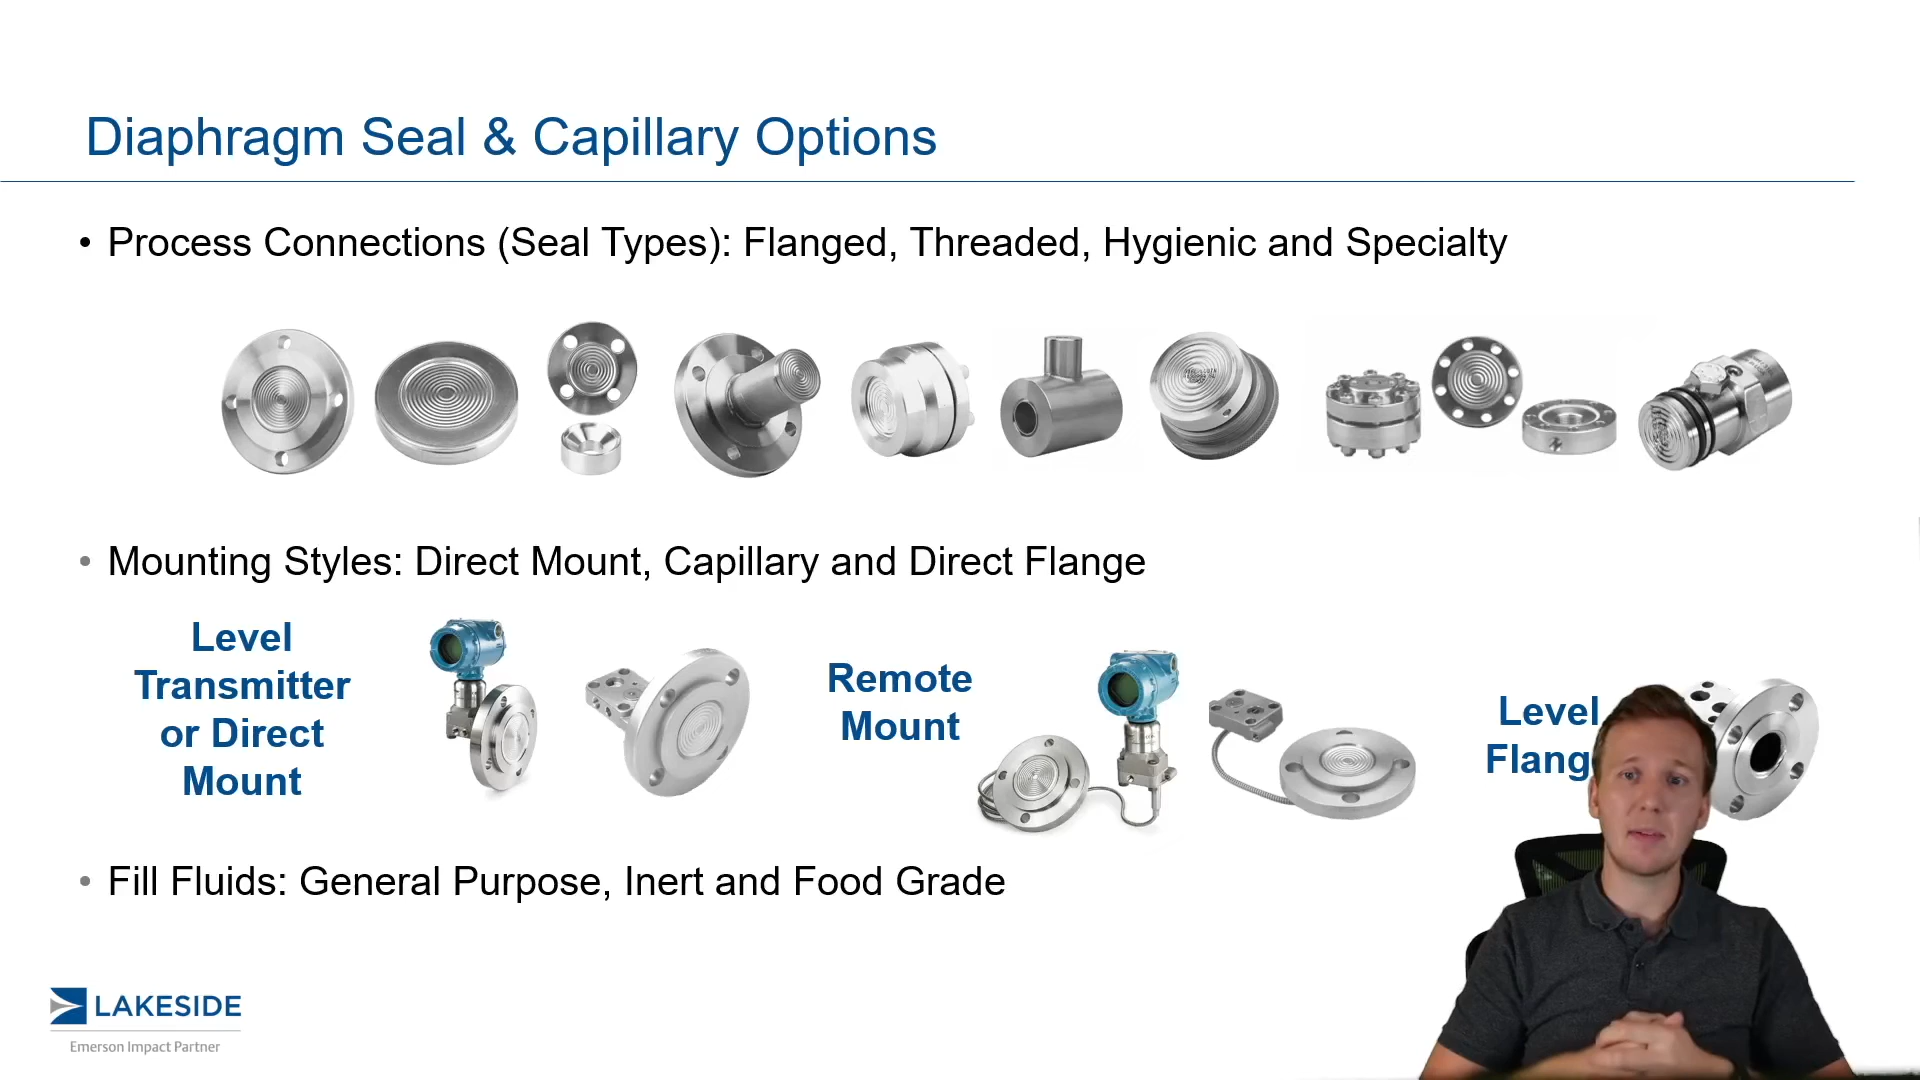 Diaphragm Seal & Capillary Options
• Process Connections (Seal Types): Flanged, Threaded, Hygienic and Specialty
• Mounting Styles: Direct Mount, Capillary and Direct Flange
Level
Transmitter
or Direct
Mount
Remote
Mount
Level
Flang
• Fill Fluids: General Purpose, Inert and Food Grade
LAKESIDE
Emerson Impact Partner